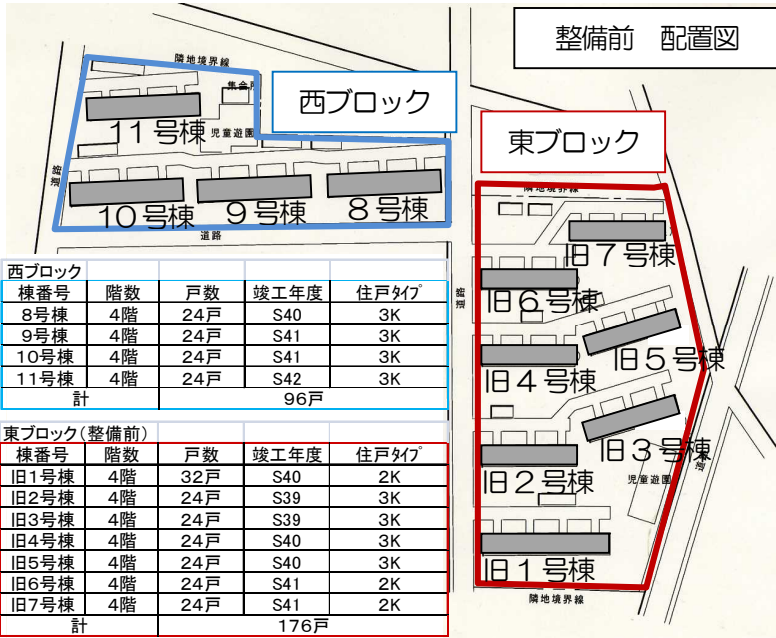 整備前 配置図
隣地境界線
西ブロック
集会所
11号棟
児童遊園
東ブロック
道路
10号棟
9号棟
8号棟
道路
隣地境界線
旧7号棟
旧6号棟
道路
旧5号棟
旧4号棟
旧3号棟
道路
旧2号棟
児童遊園
旧1号棟
隣地境界線
西ブロック
棟番号 階数 戸数 竣工年度 住戸タイプ
8号棟 4階 24戸 S40 3K
9号棟 4階 24戸 S41 3K
10号棟 4階 24戸 S41 3K
11号棟 4階 24戸 S42 3K
計 96戸
東ブロック(整備前)
棟番号 階数 戸数 竣工年度 住戸タイプ
旧1号棟 4階 32戸 S40 2K
旧2号棟 4階 24戸 S39 3K
旧3号棟 4階 24戸 S39 3K
旧4号棟 4階 24戸 S40 3K
旧5号棟 4階 24戸 S40 3K
旧6号棟 4階 24戸 S41 2K
旧7号棟 4階 24戸 S41 2K
計 176戸